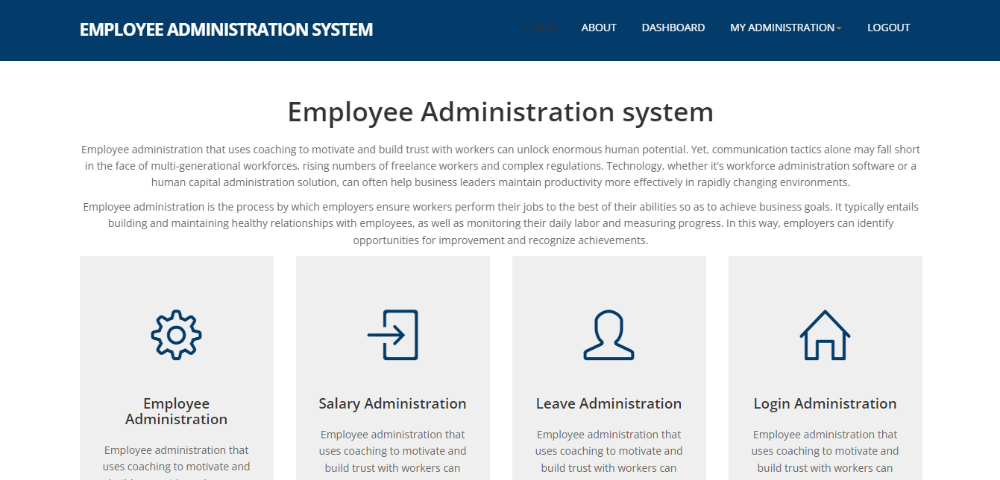 EMPLOYEE ADMINISTRATION SYSTEM
HOME ABOUT DASHBOARD MY ADMINISTRATION LOGOUT
Employee Administration system
Employee administration that uses coaching to motivate and build trust with workers can unlock enormous human potential. Yet, communication tactics alone may fall short
in the face of multi-generational workforces, rising numbers of freelance workers and complex regulations. Technology, whether it's workforce administration software or a
human capital administration solution, can often help business leaders maintain productivity more effectively in rapidly changing environments.
Employee administration is the process by which employers ensure workers perform their jobs to the best of their abilities so as to achieve business goals. It typically entails
building and maintaining healthy relationships with employees, as well as monitoring their daily labor and measuring progress. In this way, employers can identify
opportunities for improvement and recognize achievements.
Employee
Administration
Employee administration that
uses coaching to motivate and
Salary Administration
Employee administration that
uses coaching to motivate and
build trust with workers can
Leave Administration
Employee administration that
uses coaching to motivate and
build trust with workers can
Login Administration
Employee administration that
uses coaching to motivate and
build trust with workers can